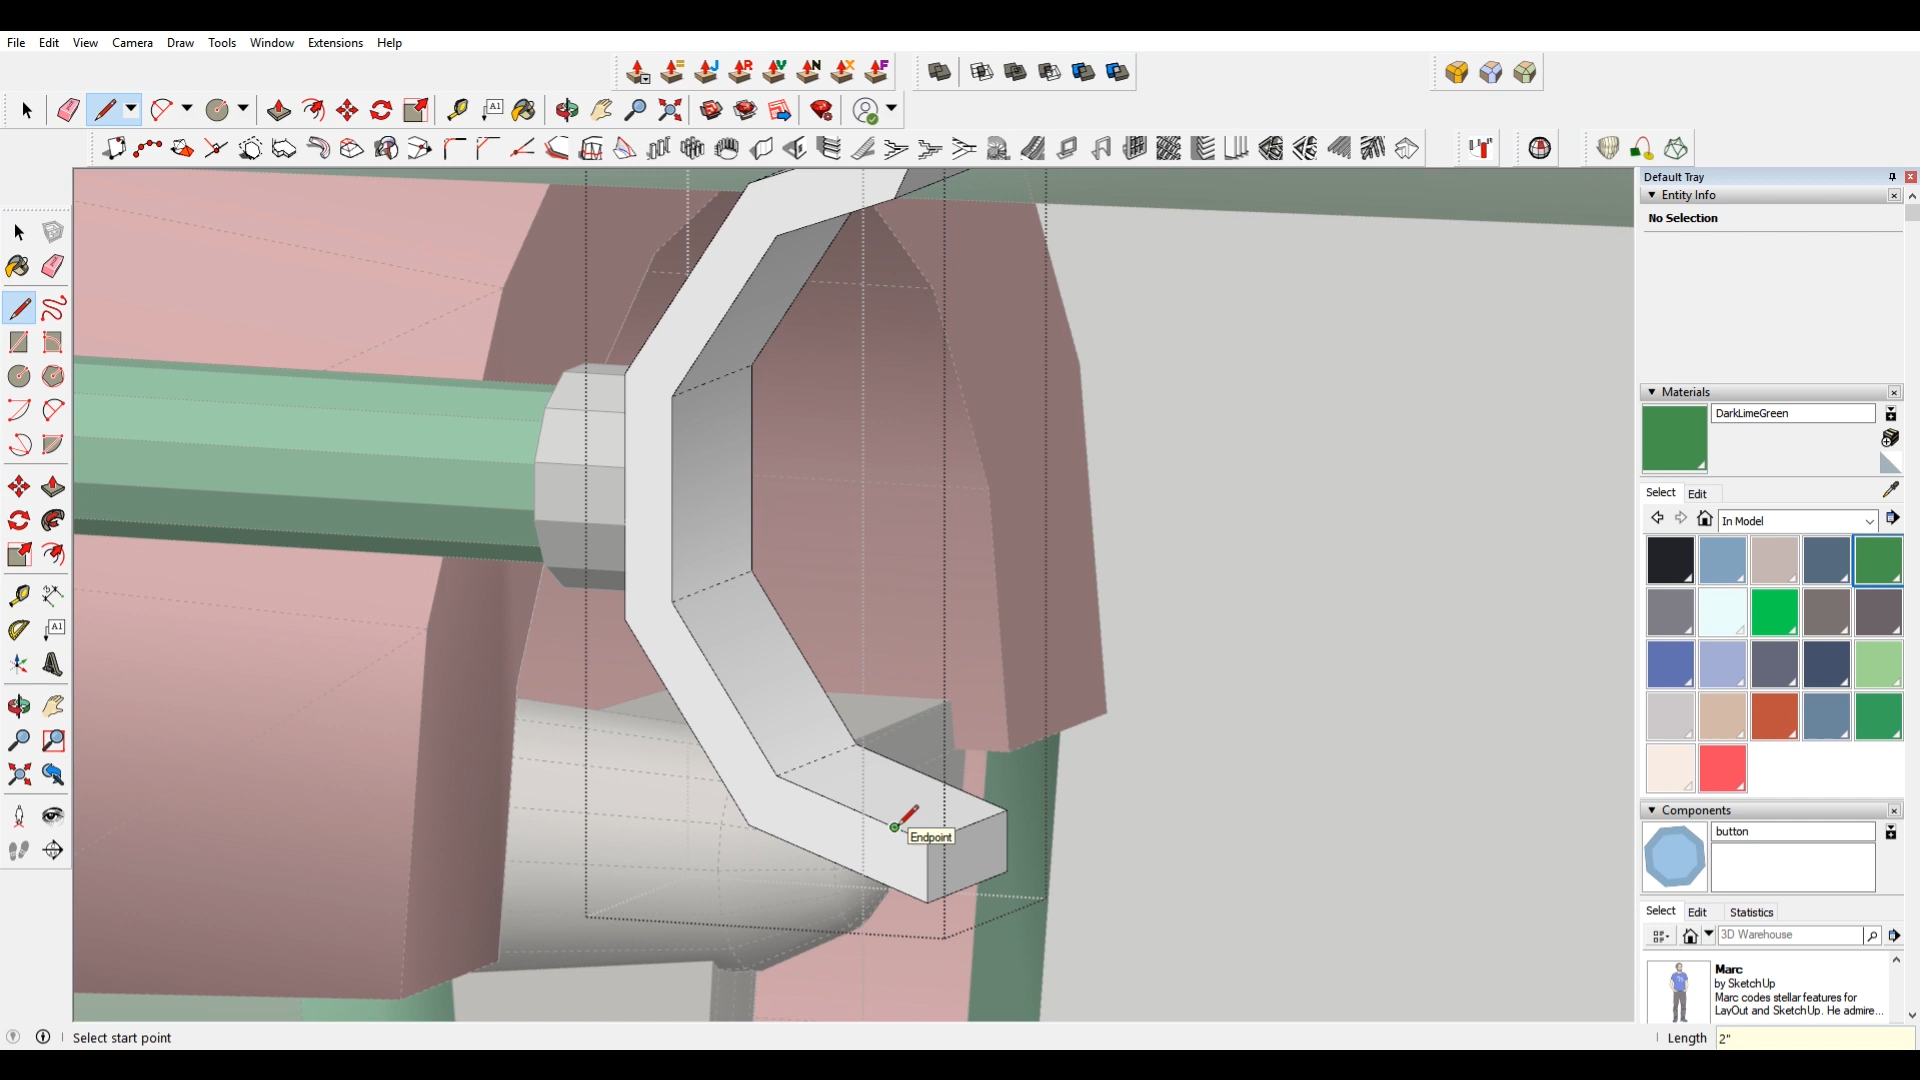 File Edit View Camera Draw Tools Window Extensions Help
J R V N X F
A1
Default Tray
Entity Info
No Selection
Materials
DarkLimeGreen
Select Edit
In Model
A1
Components
button
Endpoint
Select Edit Statistics
3D Warehouse
Marc
by SketchUp
Marc codes stellar features for
LayOut and SketchUp. He admire...
Select start point
Length 2"